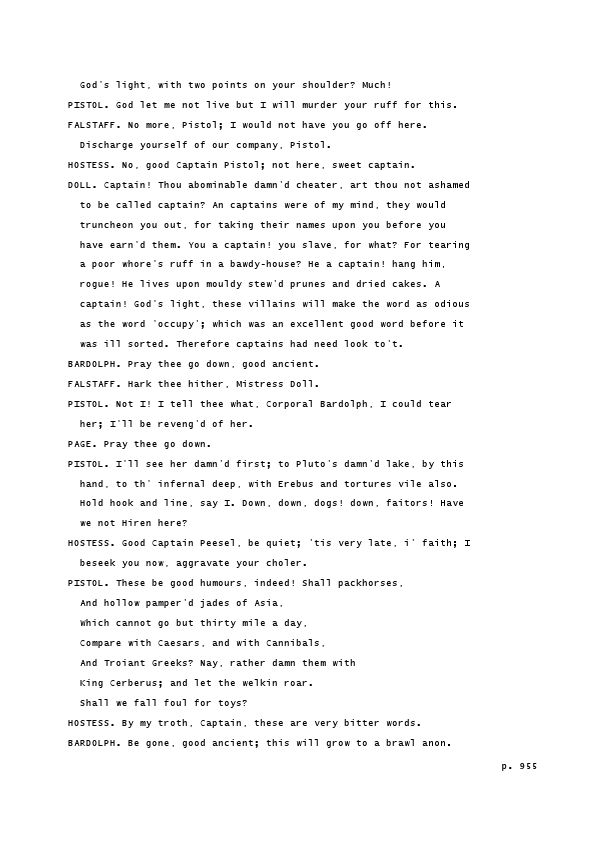 God's light, with two points on your shoulder? Much!
PISTOL. God let me not live but I will murder your ruff for this.
FALSTAFF. No more, Pistol; I would not have you go off here.
Discharge yourself of our company, Pistol.
HOSTESS. No, good Captain Pistol; not here, sweet captain.
DOLL. Captain! Thou abominable damn'd cheater, art thou not ashamed
to be called captain? An captains were of my mind, they would
truncheon you out, for taking their names upon you before you
have earn'd them. You a captain! you slave, for what? For tearing
a poor whore's ruff in a bawdy-house? He a captain! hang him,
rogue! He lives upon mouldy stew'd prunes and dried cakes. A
captain! God's light, these villains will make the word as odious
as the word 'occupy'; which was an excellent good word before it
was ill sorted. Therefore captains had need look to't.
BARDOLPH. Pray thee go down, good ancient.
FALSTAFF. Hark thee hither, Mistress Doll.
PISTOL. Not I! I tell thee what, Corporal Bardolph, I could tear
her; I'll be reveng'd of her.
PAGE. Pray thee go down.
PISTOL. I'll see her damn'd first; to Pluto's damn'd lake, by this
hand, to th' infernal deep, with Erebus and tortures vile also.
Hold hook and line, say I. Down, down, dogs! down, faitors! Have
we not Hiren here?
HOSTESS. Good Captain Peesel, be quiet; 'tis very late, i' faith; I
beseek you now, aggravate your choler.
PISTOL. These be good humours, indeed! Shall packhorses,
And hollow pamper'd jades of Asia,
Which cannot go but thirty mile a day,
Compare with Caesars, and with Cannibals,
And Troiant Greeks? Nay, rather damn them with
King Cerberus; and let the welkin roar.
Shall we fall foul for toys?
HOSTESS. By my troth, Captain, these are very bitter words.
BARDOLPH. Be gone, good ancient; this will grow to a brawl anon.
p. 955